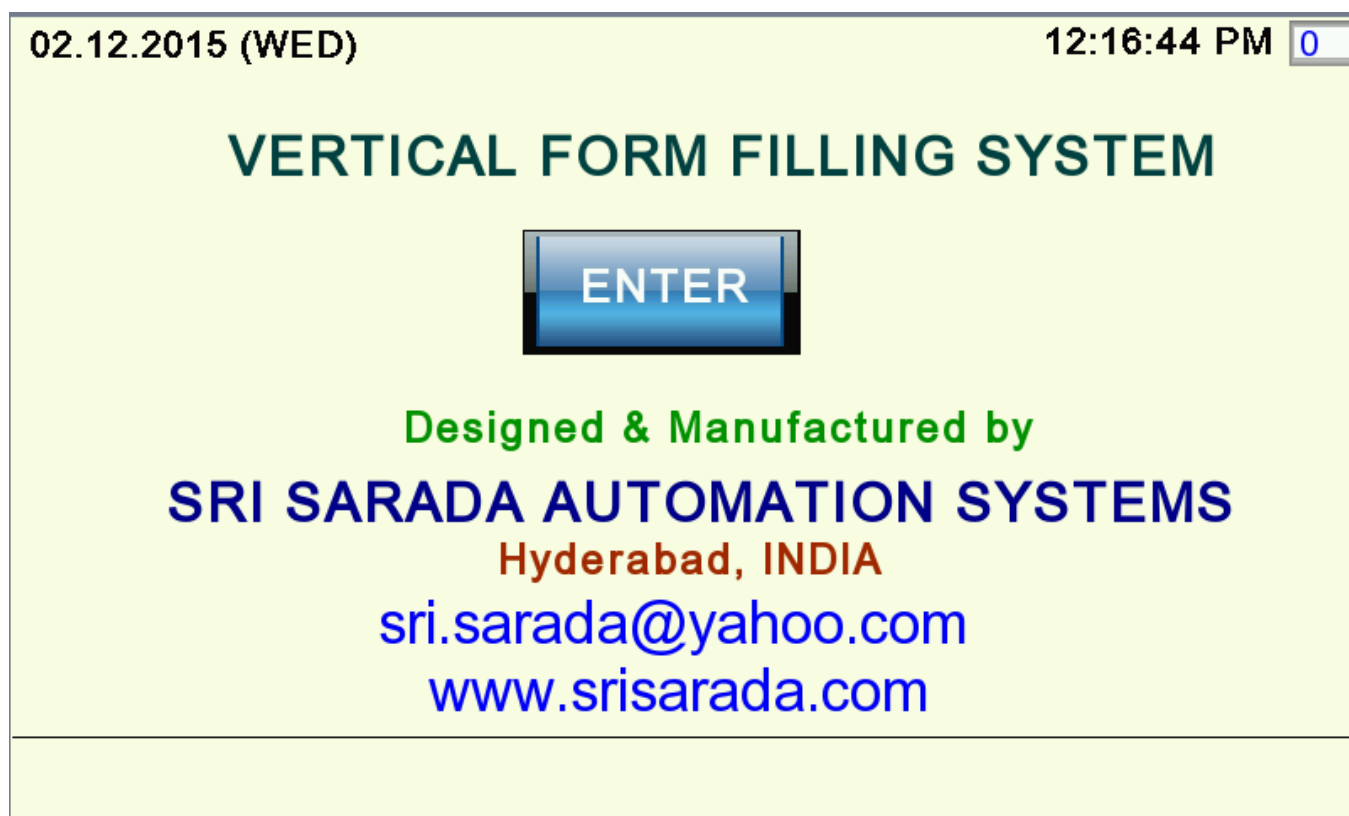 02.12.2015 (WED) 12:16:44 PM 0
VERTICAL FORM FILLING SYSTEM
ENTER
Designed & Manufactured by
SRI SARADA AUTOMATION SYSTEMS
Hyderabad, INDIA
sri.sarada@yahoo.com
www.srisarada.com